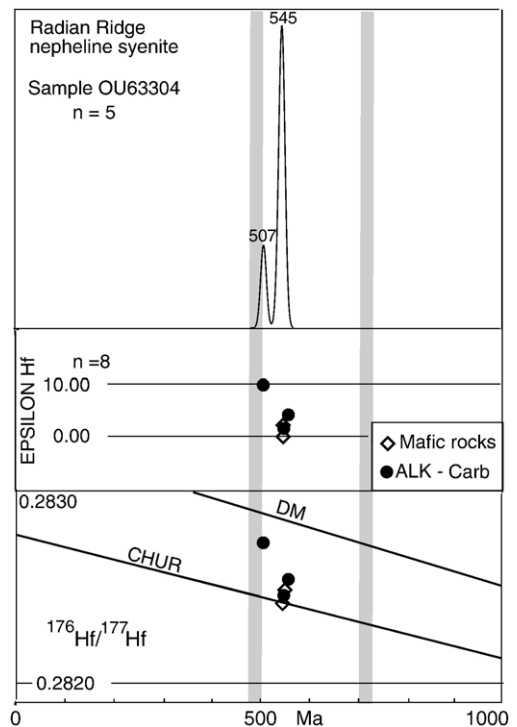 Radian Ridge
nepheline syenite
Sample OU63304
n = 5
545
507
EPSILON Hf
n =8
10.00
0.00
Mafic rocks
ALK - Carb
0.2830
DM
CHUR
176Hf/177Hf
0.2820
0 500 Ma 1000